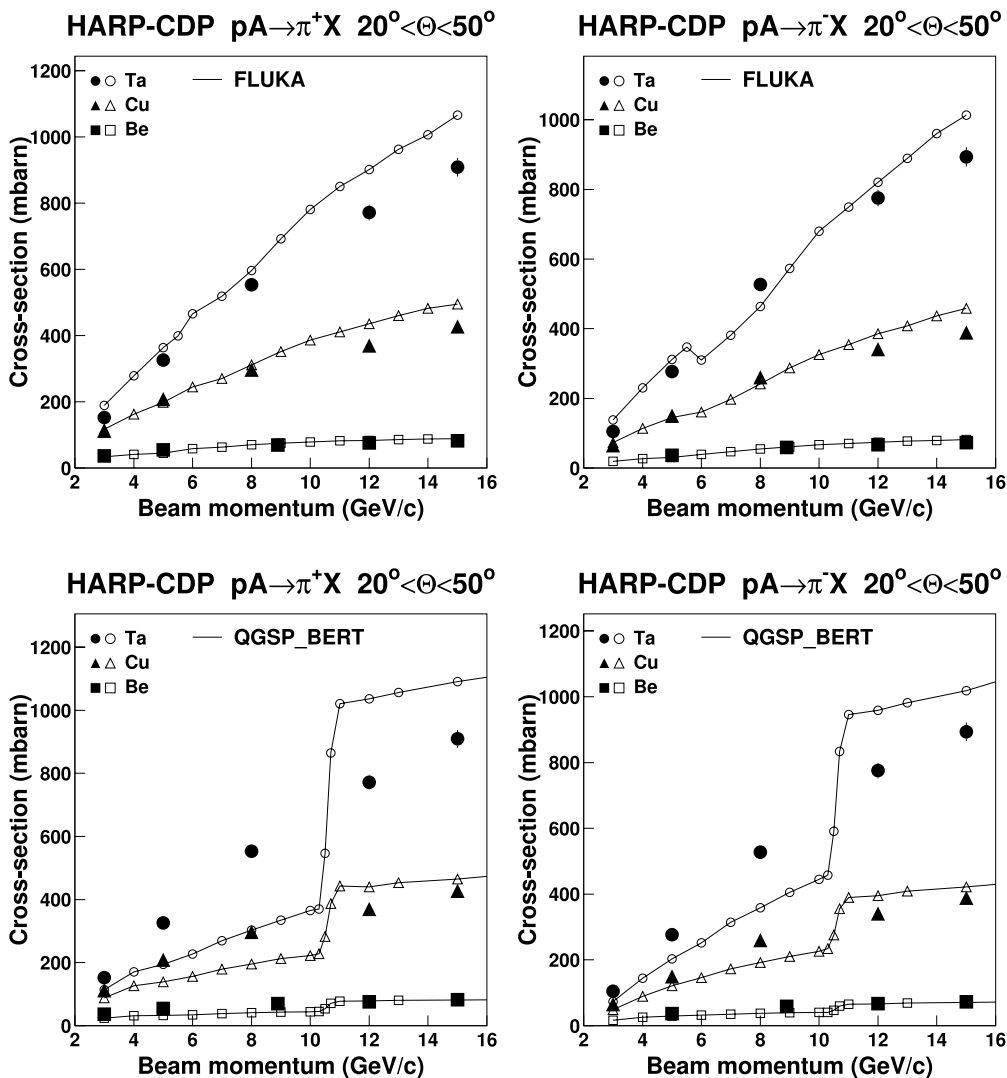 HARP-CDP pA→π⁺X 20°<Θ<50°
1200
1000
800
600
400
200
0
Cross-section (mbarn)
Ta
Cu
Be
FLUKA
2 4 6 8 10 12 14 16
Beam momentum (GeV/c)
HARP-CDP pA→π⁻X 20°<Θ<50°
1000
800
600
400
200
0
Cross-section (mbarn)
Ta
Cu
Be
FLUKA
2 4 6 8 10 12 14 16
Beam momentum (GeV/c)
HARP-CDP pA→π⁺X 20°<Θ<50°
1200
1000
800
600
400
200
0
Cross-section (mbarn)
Ta
Cu
Be
QGSP_BERT
2 4 6 8 10 12 14 16
Beam momentum (GeV/c)
HARP-CDP pA→π⁻X 20°<Θ<50°
1200
1000
800
600
400
200
0
Cross-section (mbarn)
Ta
Cu
Be
QGSP_BERT
2 4 6 8 10 12 14 16
Beam momentum (GeV/c)